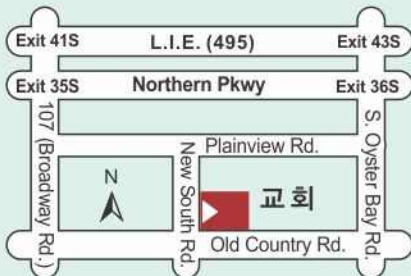 Exit 41S L.I.E. (495) Exit 43S
Exit 35S Northern Pkwy Exit 36S
107 (Broadway Rd.)
S. Oyster Bay Rd.
Plainview Rd.
New South Rd.
N
교회
Old Country Rd.